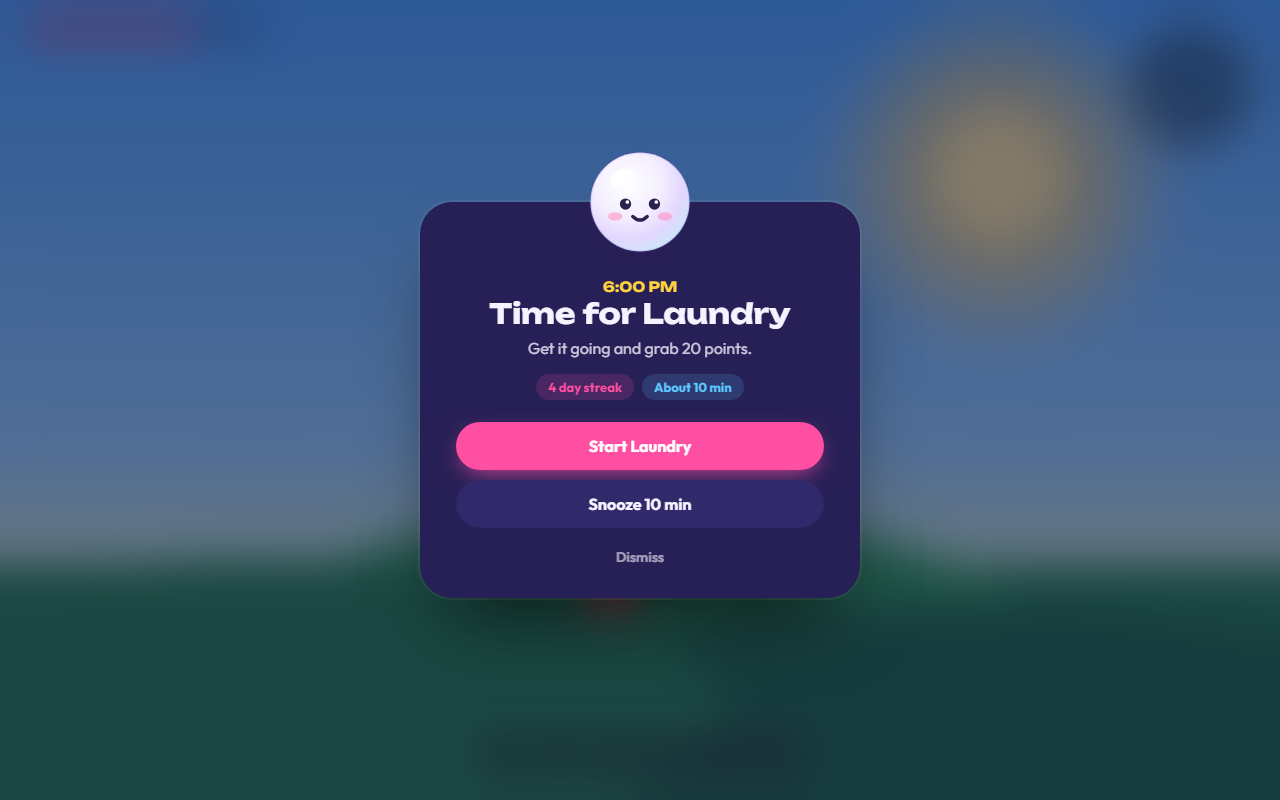 6:00 PM
Time for Laundry
Get it going and grab 20 points.
4 day streak About 10 min
Start Laundry
Snooze 10 min
Dismiss